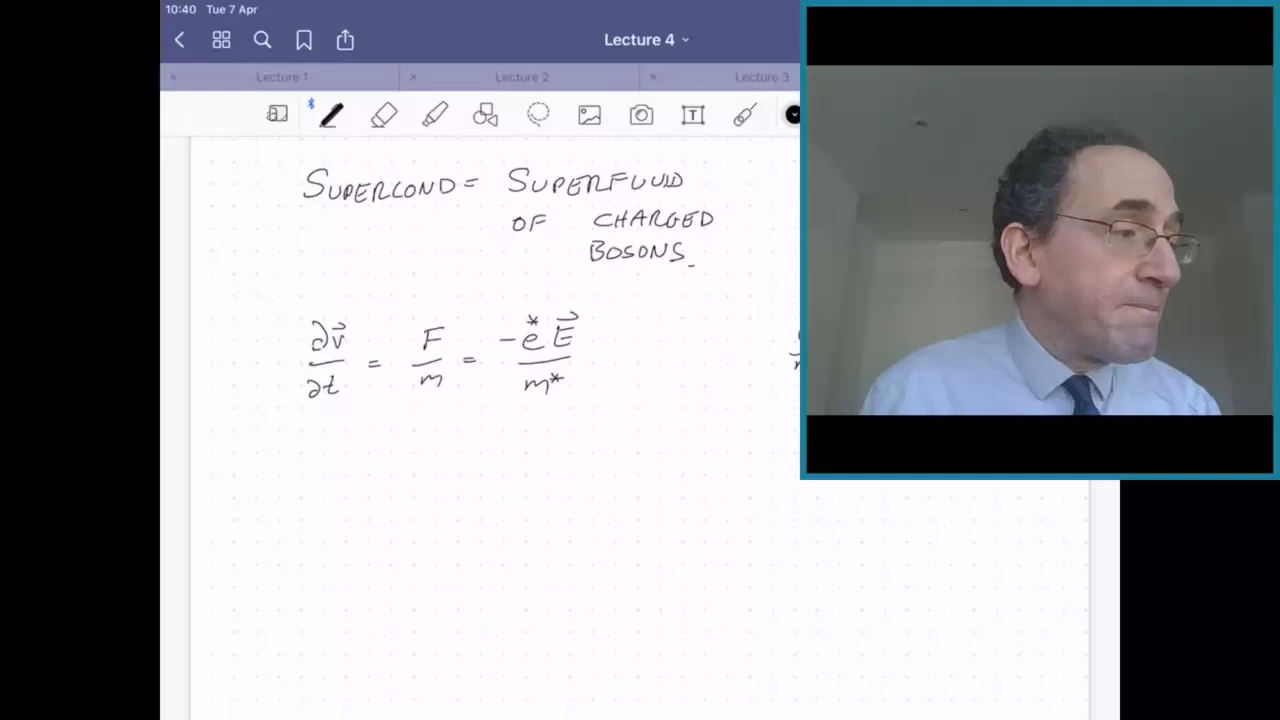 10:40 Tue 7 Apr
Lecture 4
Lecture 1
Lecture 2
Lecture 3
SUPERCOND = SUPERFLUID
OF CHARGED
BOSONS.
∂v⃗/∂t = F/m = -e* E⃗/m*